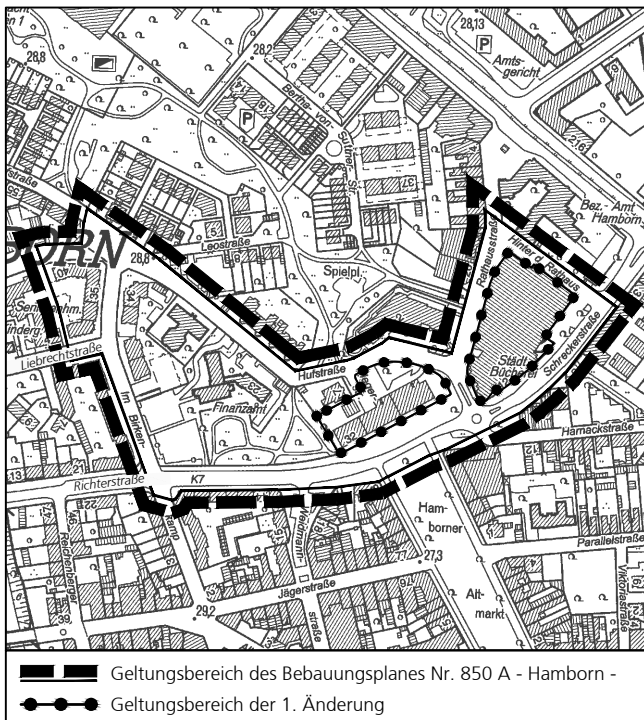 28,13
P
Amts-
gericht
28,8
28,2
P
Bertha-von-
Suttner-
Str.
Bez.-Amt
Hamborn
Hinter d. Rathaus
Rathausstraße
Leostraße
28,8
Spielpl.
Städt.
Bücherei
Schreckerstraße
Liebrechtstraße
Hufstraße
Finanzamt
Im
Birken-
kamp
Harnackstraße
K7
Richterstraße
Ham-
borner
Alt-
markt
Parallelstraße
27,3
Jägerstraße
straße
29,2
Viktoriastraße
Geltungsbereich des Bebauungsplanes Nr. 850 A - Hamborn -
Geltungsbereich der 1. Änderung